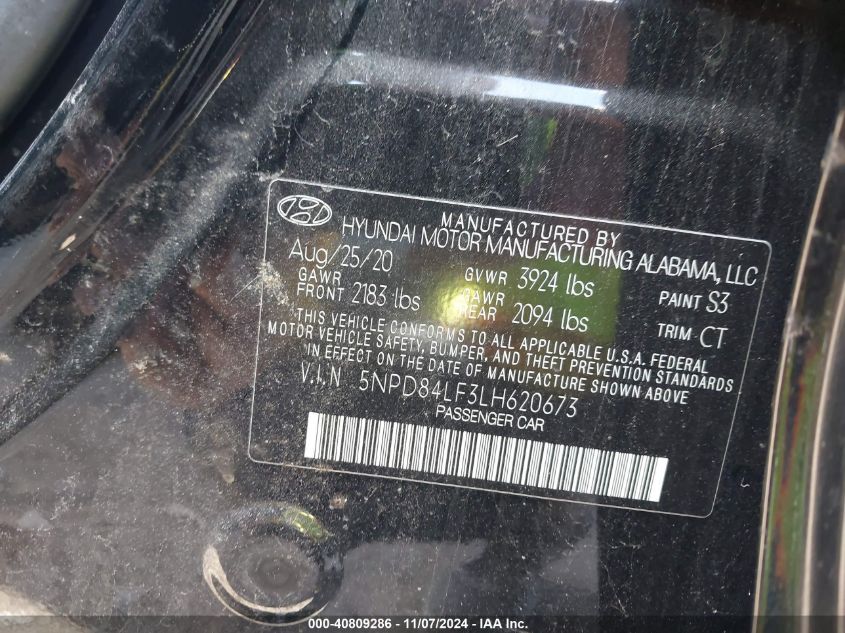 MANUFACTURED BY
HYUNDAI MOTOR MANUFACTURING ALABAMA, LLC
Aug/25/20 GVWR 3924 lbs PAINT S3
GAWR FRONT 2183 lbs GAWR REAR 2094 lbs TRIM CT
THIS VEHICLE CONFORMS TO ALL APPLICABLE U.S.A. FEDERAL
MOTOR VEHICLE SAFETY, BUMPER, AND THEFT PREVENTION STANDARDS
IN EFFECT ON THE DATE OF MANUFACTURE SHOWN ABOVE
V.I.N 5NPD84LF3LH620673
PASSENGER CAR
000-40809286 - 11/07/2024 - IAA Inc.